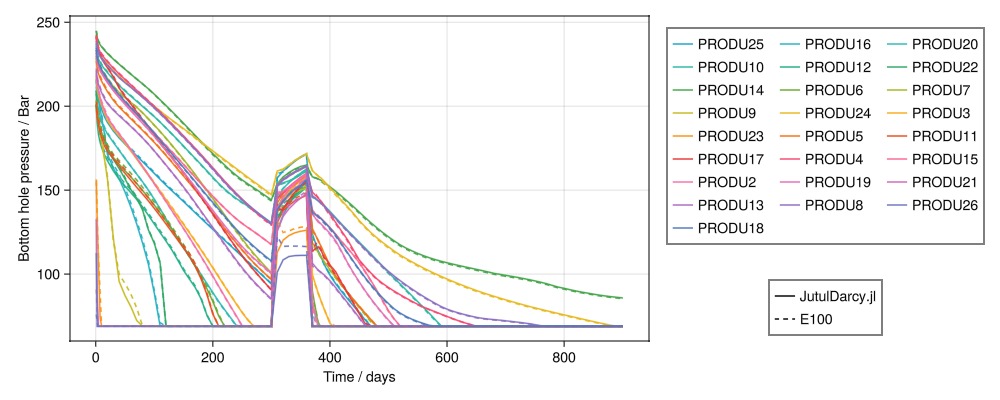 250
200
150
100
Bottom hole pressure / Bar
0
200
400
600
800
Time / days
PRODU25 PRODU16 PRODU20
PRODU10 PRODU12 PRODU22
PRODU14 PRODU6 PRODU7
PRODU9 PRODU24 PRODU3
PRODU23 PRODU5 PRODU11
PRODU17 PRODU4 PRODU15
PRODU2 PRODU19 PRODU21
PRODU13 PRODU8 PRODU26
PRODU18
JutulDarcy.jl
E100